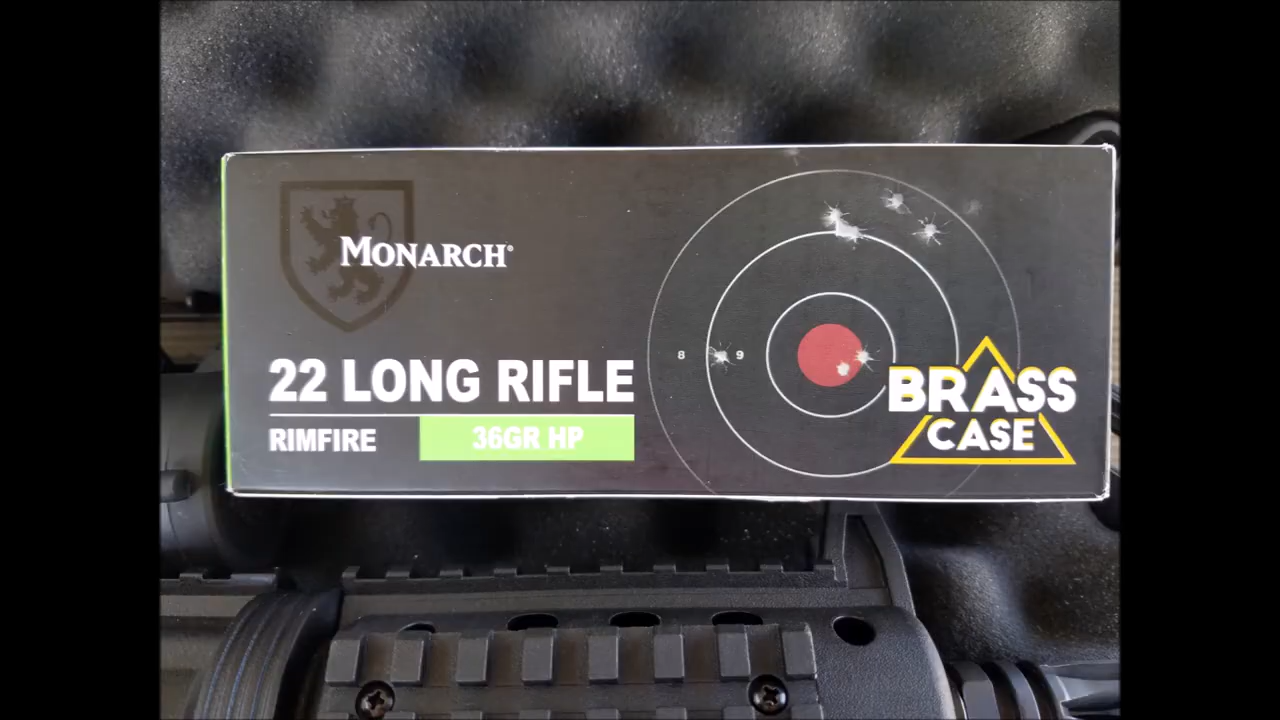 MONARCH®
22 LONG RIFLE
RIMFIRE 36GR HP
8 9
BRASS
CASE